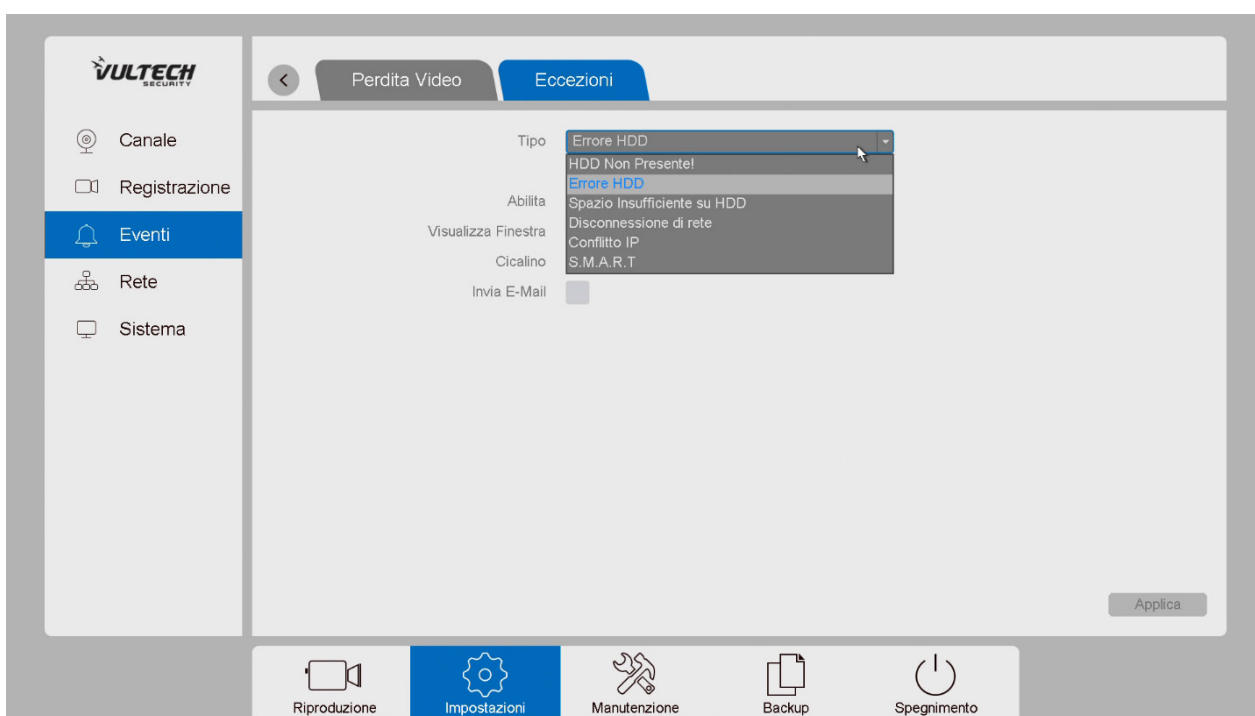 VULTECH
SECURITY
Perdita Video
Eccezioni
Canale
Registrazione
Eventi
Rete
Sistema
Tipo
Errore HDD
HDD Non Presente!
Errore HDD
Abilita
Spazio Insufficiente su HDD
Disconnessione di rete
Visualizza Finestra
Conflitto IP
Cicalino
S.M.A.R.T
Invia E-Mail
Applica
Riproduzione
Impostazioni
Manutenzione
Backup
Spegnimento